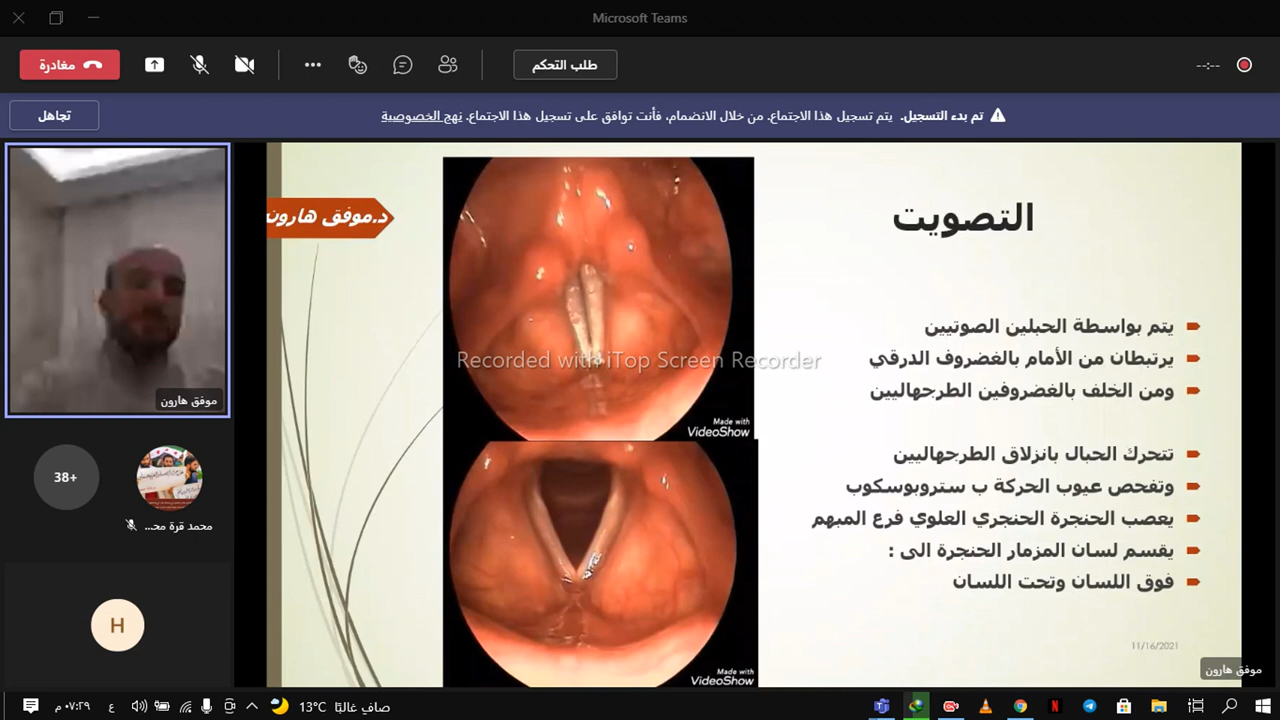 Microsoft Teams
مغادرة
طلب التحكم
--:--
تم بدء التسجيل. يتم تسجيل هذا الاجتماع. من خلال الانضمام، فأنت توافق على تسجيل هذا الاجتماع. نهج الخصوصية
تجاهل
د.موفق هارون
التصويت
يتم بواسطة الحبلين الصوتيين
يرتبطان من الأمام بالغضروف الدرقي
ومن الخلف بالغضروفين الطرجهاليين
تتحرك الحبال بانزلاق الطرجهاليين
وتفحص عيوب الحركة ب ستروبوسكوب
يعصب الحنجرة الحنجري العلوي فرع المبهم
يقسم لسان المزمار الحنجرة الى :
فوق اللسان وتحت اللسان
11/16/2021
Recorded with iTop Screen Recorder
Made with
VideoShow
Made with
VideoShow
موفق هارون
موفق هارون
38+
محمد قرة مح...
H
صافٍ غالبًا 13°C
ع
٠٧:٢٩ م